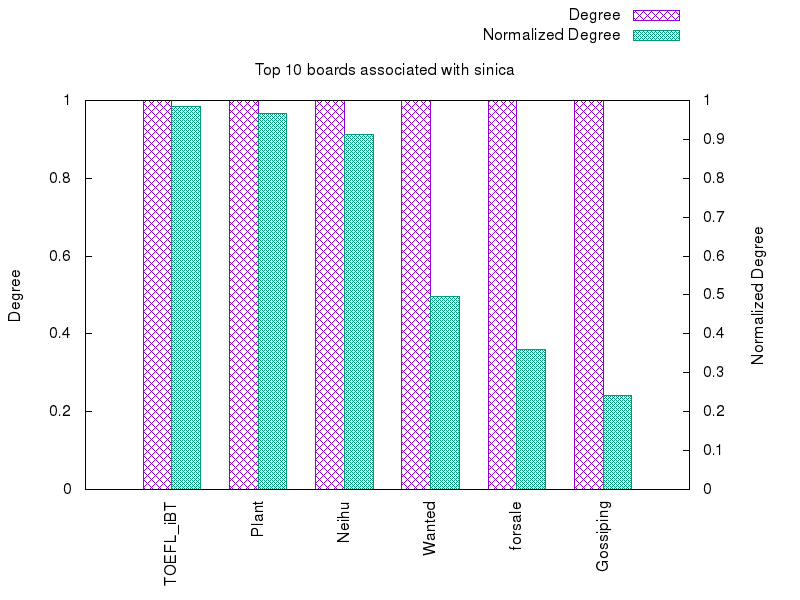 Degree
Normalized Degree
Top 10 boards associated with sinica
1
0.8
0.6
0.4
0.2
0
Degree
1
0.9
0.8
0.7
0.6
0.5
0.4
0.3
0.2
0.1
0
Normalized Degree
TOEFL_iBT
Plant
Neihu
Wanted
forsale
Gossiping